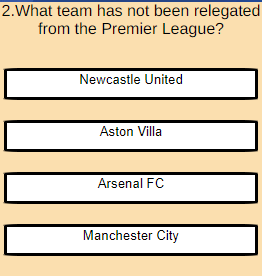 2.What team has not been relegated
from the Premier League?
Newcastle United
Aston Villa
Arsenal FC
Manchester City